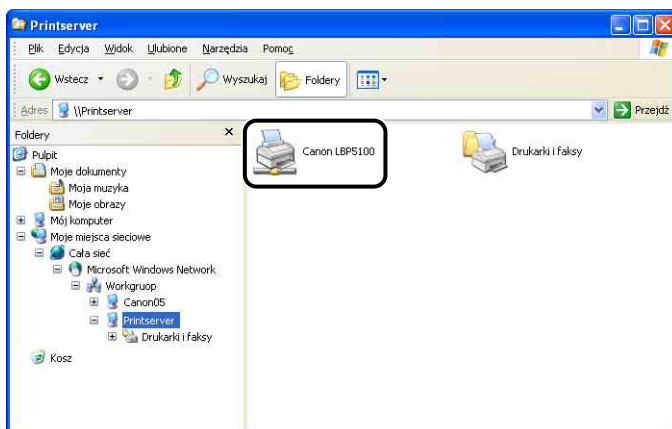 Printserver
Plik Edycja Widok Ulubione Narzędzia Pomoc
Wstecz Wyszukaj Foldery
Adres \\Printserver Przejdź
Foldery
Pulpit
Moje dokumenty
Moja muzyka
Moje obrazy
Mój komputer
Moje miejsca sieciowe
Cała sieć
Microsoft Windows Network
Workgruop
Canon05
Printserver
Drukarki i faksy
Kosz
Canon LBP5100
Drukarki i faksy